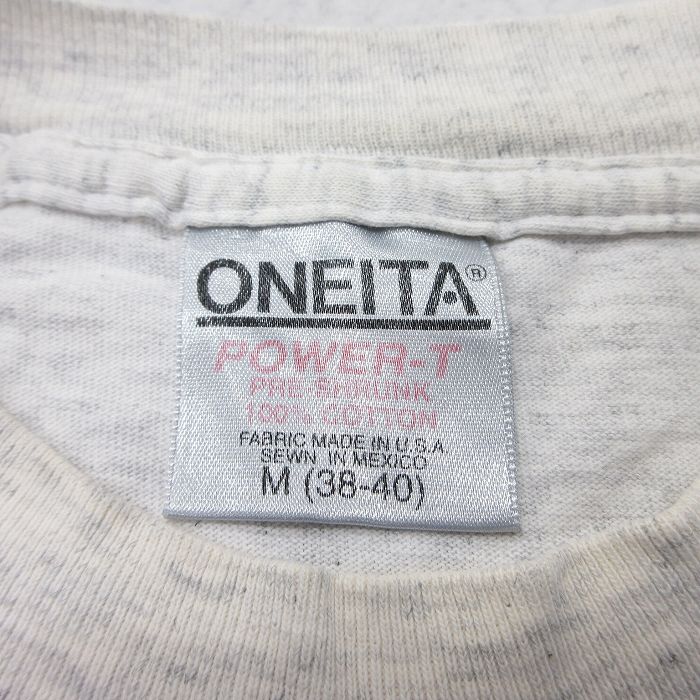 ONEITA®
POWER-T
PRE-SHRUNK
100% COTTON
FABRIC MADE IN U.S.A.
SEWN IN MEXICO
M (38-40)